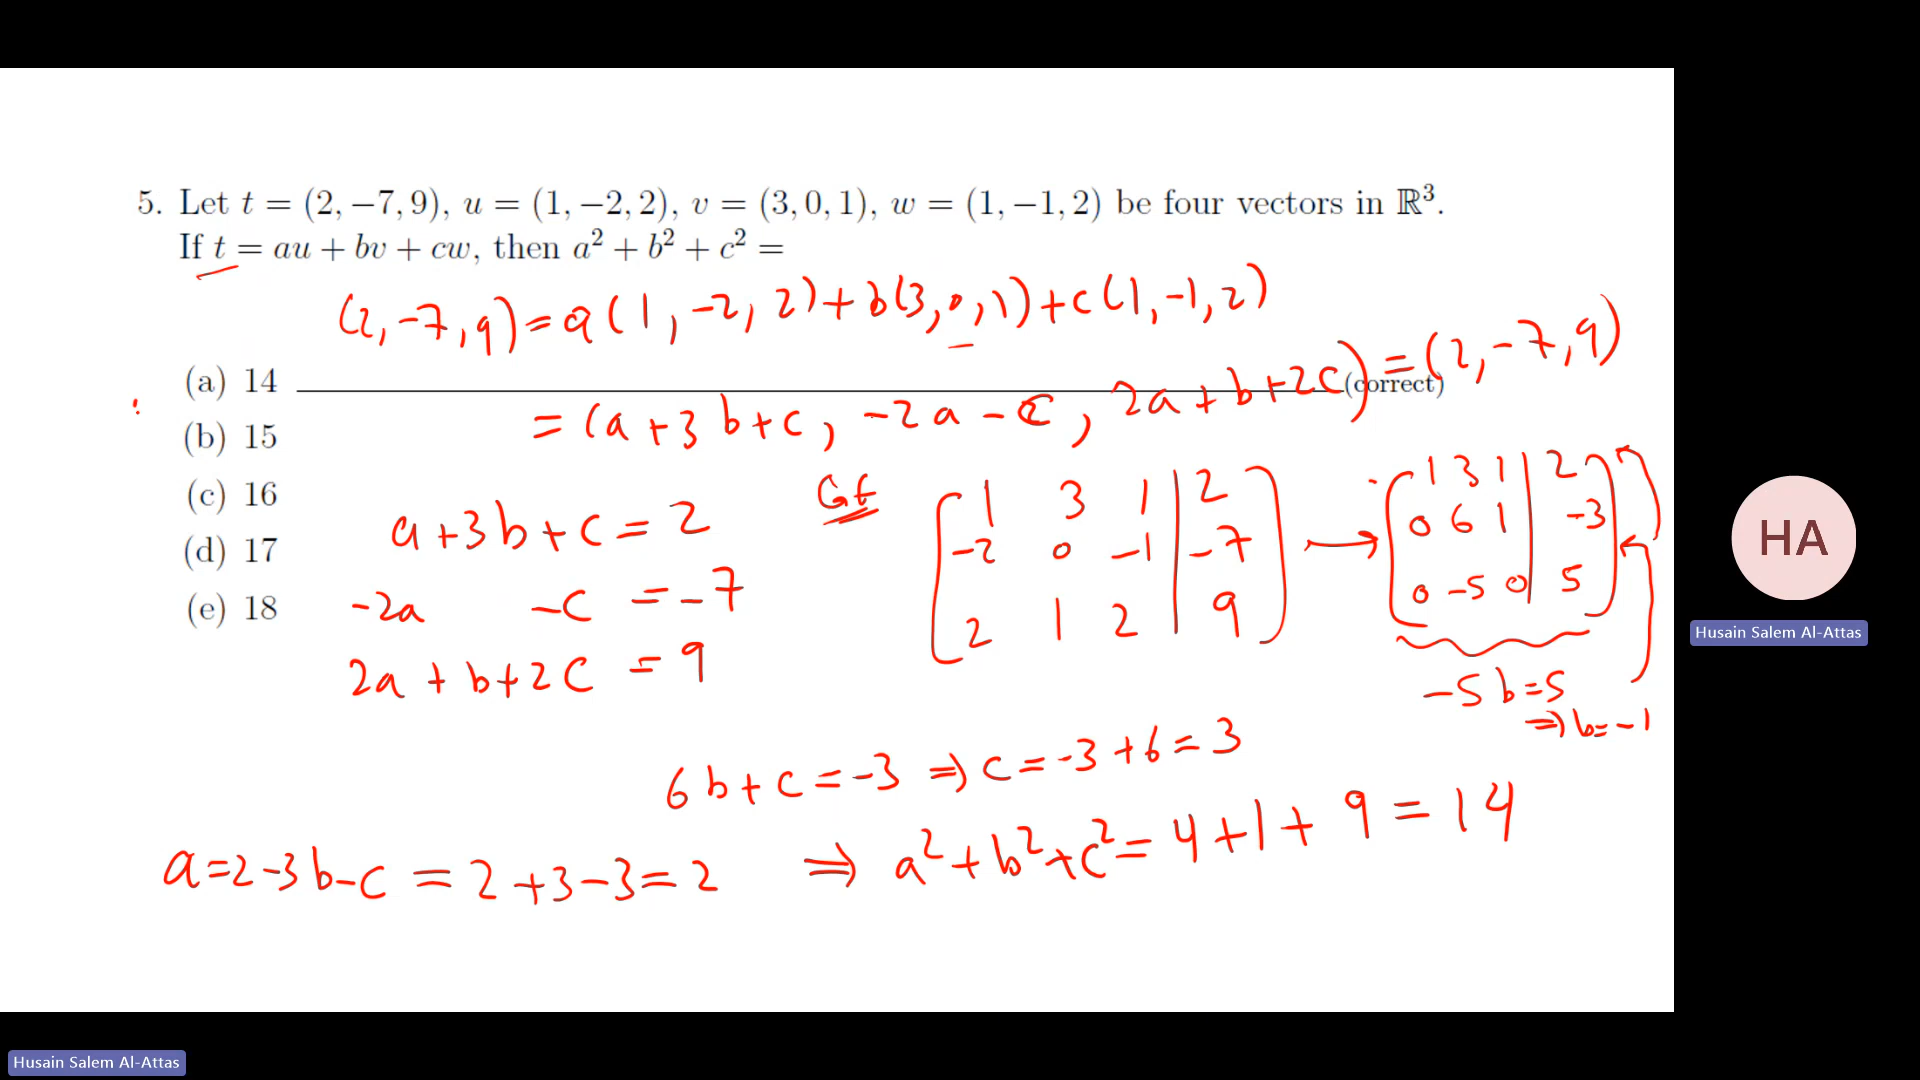 5. Let t = (2, −7, 9), u = (1, −2, 2), v = (3, 0, 1), w = (1, −1, 2) be four vectors in ℝ³.
If t = au + bv + cw, then a² + b² + c² =
(2, -7, 9) = a(1, -2, 2) + b(3, 0, 1) + c(1, -1, 2)
(a) 14 (correct)
= (a+3b+c, -2a-c, 2a+b+2c) = (2, -7, 9)
(b) 15
(c) 16
(d) 17
(e) 18
a+3b+c = 2
-2a -c = -7
2a + b+2c = 9
GE
1 3 1 | 2
-2 0 -1 | -7
2 1 2 | 9
→
1 3 1 | 2
0 6 1 | -3
0 -5 0 | 5
-5b=5
⇒ b=-1
6b+c=-3 ⇒ c=-3+6=3
a=2-3b-c = 2+3-3=2 ⇒ a²+b²+c²= 4+1+9=14
HA
Husain Salem Al-Attas
Husain Salem Al-Attas